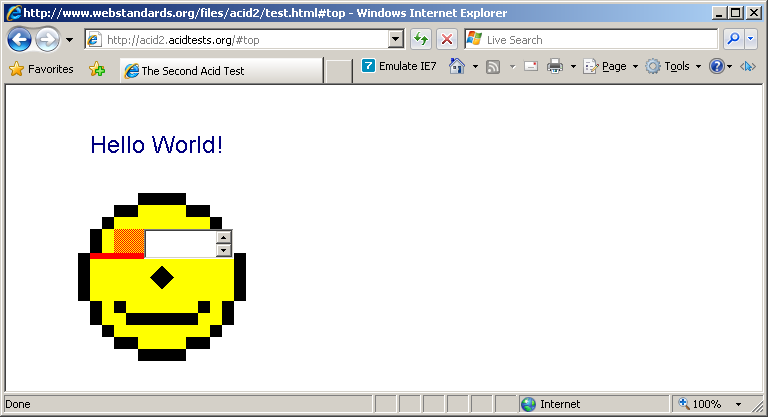 http://www.webstandards.org/files/acid2/test.html#top - Windows Internet Explorer
http://acid2.acidtests.org/#top
Live Search
Favorites
The Second Acid Test
7 Emulate IE7
Page
Tools
Hello World!
Done
Internet
100%